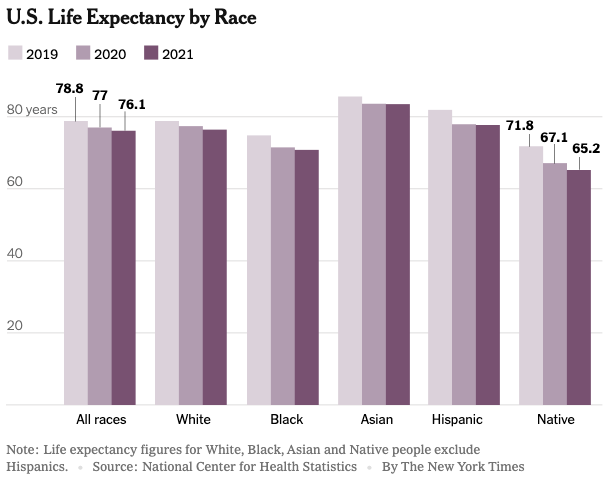 U.S. Life Expectancy by Race
2019 2020 2021
78.8 77 76.1
80 years
71.8 67.1 65.2
60
40
20
All races White Black Asian Hispanic Native
Note: Life expectancy figures for White, Black, Asian and Native people exclude
Hispanics. • Source: National Center for Health Statistics • By The New York Times